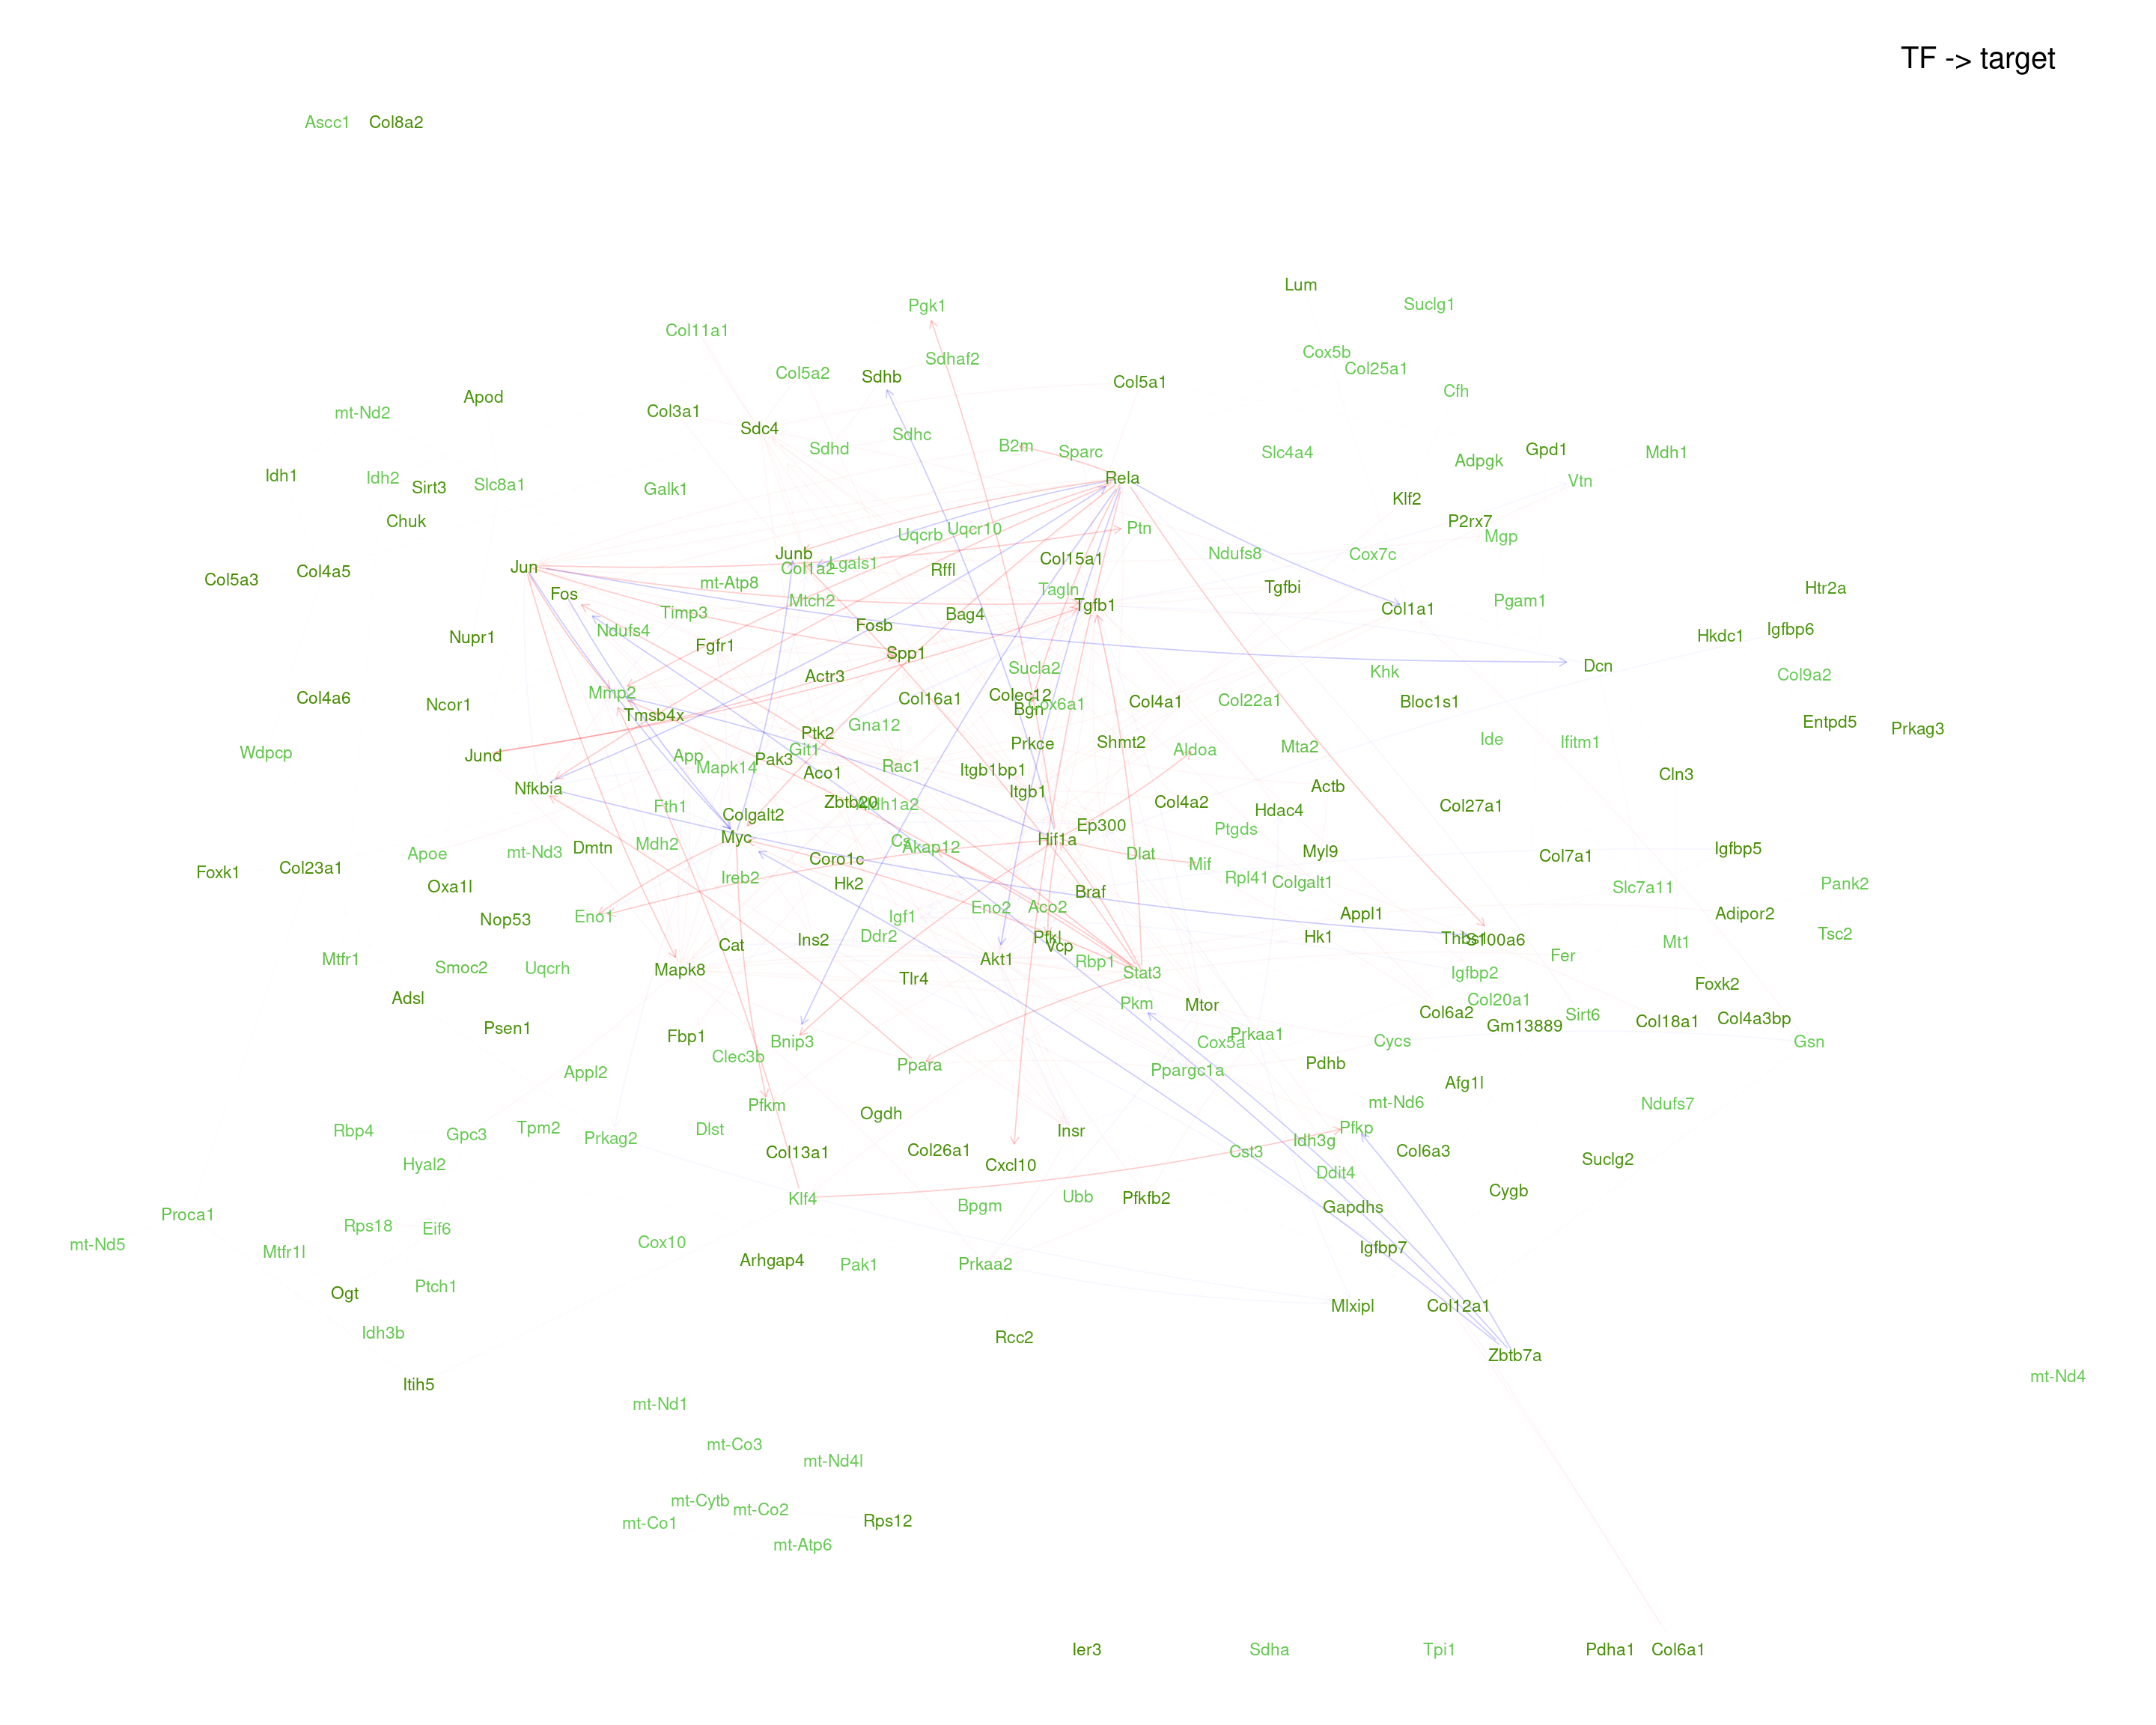 TF -> target
Ascc1 Col8a2
Lum
Suclg1
Pgk1
Col11a1
Cox5b
Sdhaf2
Col25a1
Col5a2
Sdhb
Col5a1
Cfh
Apod
mt-Nd2
Col3a1
Sdc4
Sdhc
B2m
Sdhd
Sparc
Slc4a4
Gpd1
Mdh1
Adpgk
Idh1
Idh2
Rela
Vtn
Slc8a1
Sirt3
Galk1
Klf2
Chuk
P2rx7
Uqcr10
Ptn
Uqcrb
Mgp
Junb
Ndufs8
Cox7c
Col15a1
Lgals1
Jun
Col1a2
Rffl
Col4a5
Col5a3
mt-Atp8
Tgfbi
Htr2a
Tagln
Fos
Mtch2
Pgam1
Tgfb1
Col1a1
Timp3
Bag4
Fosb
Ndufs4
Igfbp6
Hkdc1
Nupr1
Fgfr1
Spp1
Dcn
Sucla2
Khk
Actr3
Col9a2
Mmp2
Colec12
Col4a6
Col16a1
Col22a1
Col4a1
Bloc1s1
Ncor1
Cox6a1
Bgn
Tmsb4x
Entpd5
Gna12
Prkag3
Ptk2
Ide
Shmt2
Ifitm1
Prkce
Mta2
Git1
Aldoa
Wdpcp
Jund
App
Pak3
Mapk14
Rac1
Itgb1bp1
Aco1
Cln3
Actb
Nfkbia
Itgb1
Zbtb20
Aldh1a2
Col4a2
Fth1
Col27a1
Hdac4
Colgalt2
Ep300
Ptgds
Myc
Hif1a
Cs
Mdh2
Akap12
Dmtn
Igfbp5
mt-Nd3
Myl9
Apoe
Dlat
Col7a1
Coro1c
Mif
Col23a1
Foxk1
Ireb2
Rpl41
Colgalt1
Hk2
Pank2
Oxa1l
Slc7a11
Braf
Eno2
Aco2
Appl1
Adipor2
Eno1
Igf1
Nop53
Tsc2
Ddr2
Pfkl
Hk1
Thbs1
S100a6
Ins2
Mt1
Cat
Vcp
Fer
Akt1
Mtfr1
Rbp1
Smoc2
Uqcrh
Mapk8
Stat3
Igfbp2
Tlr4
Foxk2
Adsl
Col20a1
Pkm
Mtor
Col6a2
Sirt6
Col4a3bp
Col18a1
Psen1
Gm13889
Prkaa1
Fbp1
Bnip3
Cox5a
Cycs
Gsn
Clec3b
Pdhb
Ppara
Ppargc1a
Appl2
Afg1l
mt-Nd6
Ndufs7
Pfkm
Ogdh
Tpm2
Pfkp
Dlst
Rbp4
Insr
Gpc3
Prkag2
Idh3g
Col26a1
Col6a3
Cst3
Col13a1
Suclg2
Hyal2
Cxcl10
Ddit4
Cygb
Ubb
Pfkfb2
Klf4
Bpgm
Gapdhs
Proca1
Rps18
Eif6
Cox10
mt-Nd5
Igfbp7
Mtfr1l
Arhgap4
Pak1
Prkaa2
Ptch1
Ogt
Mlxipl
Col12a1
Idh3b
Rcc2
Zbtb7a
mt-Nd4
Itih5
mt-Nd1
mt-Co3
mt-Nd4l
mt-Cytb
mt-Co2
Rps12
mt-Co1
mt-Atp6
Ier3
Sdha
Tpi1
Pdha1
Col6a1